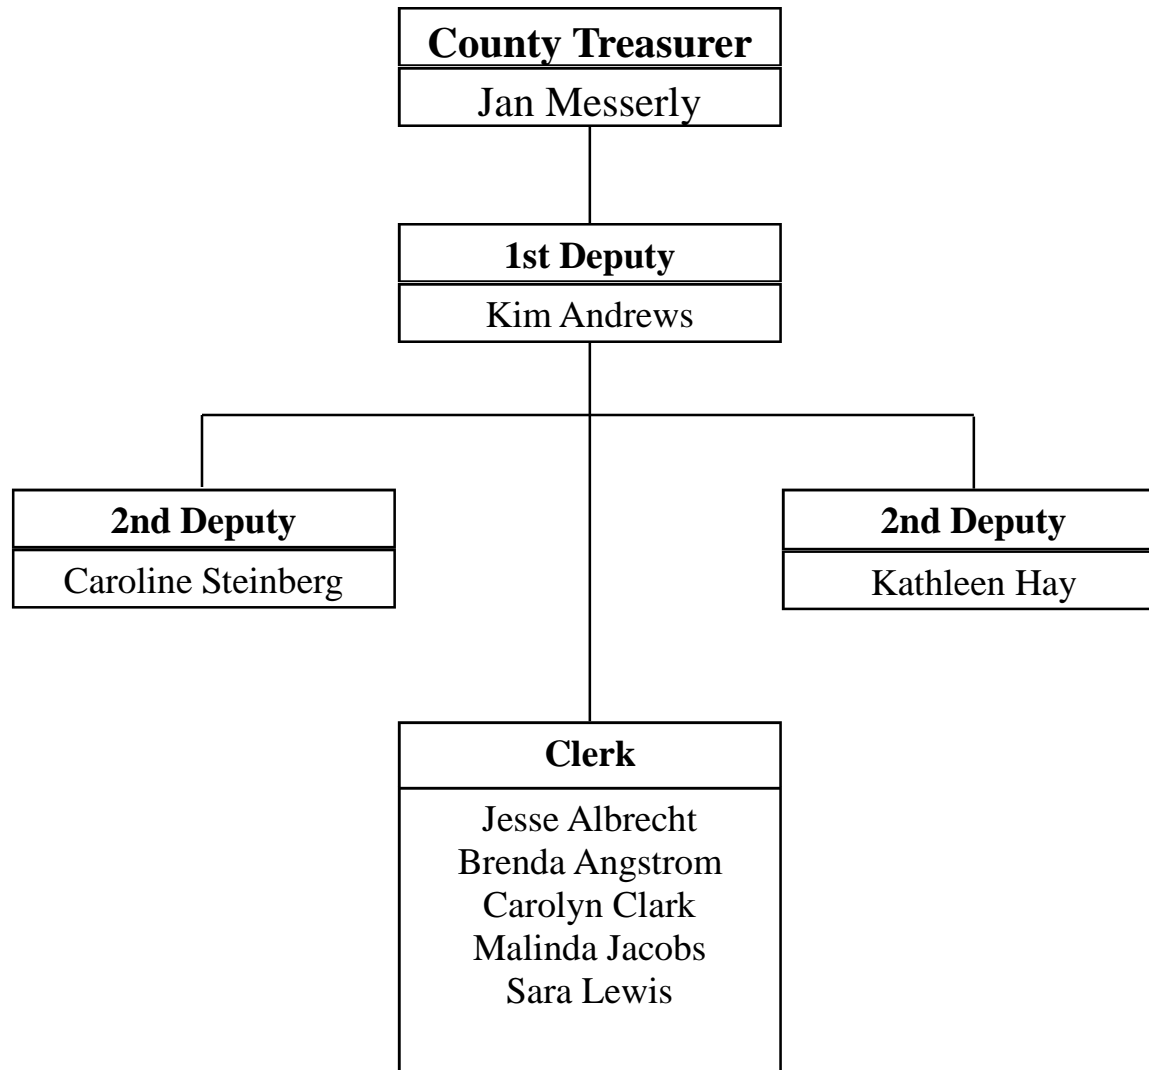 County Treasurer
Jan Messerly
1st Deputy
Kim Andrews
2nd Deputy
Caroline Steinberg
2nd Deputy
Kathleen Hay
Clerk
Jesse Albrecht
Brenda Angstrom
Carolyn Clark
Malinda Jacobs
Sara Lewis